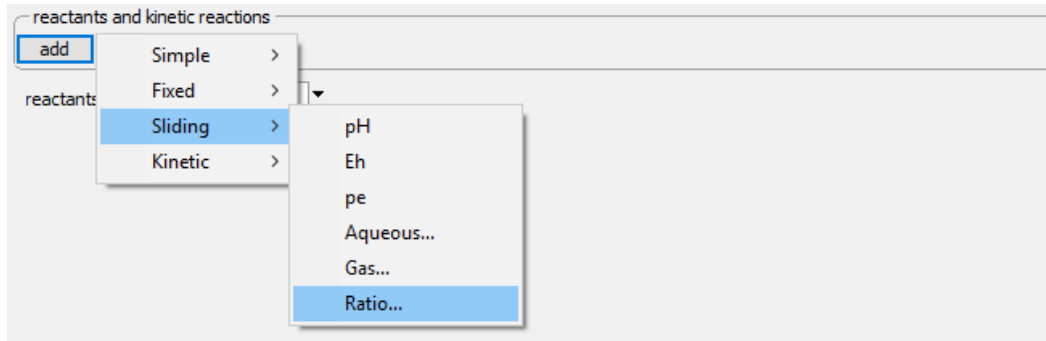 reactants and kinetic reactions
add
Simple >
Fixed >
reactants
Sliding >
Kinetic >
pH
Eh
pe
Aqueous...
Gas...
Ratio...